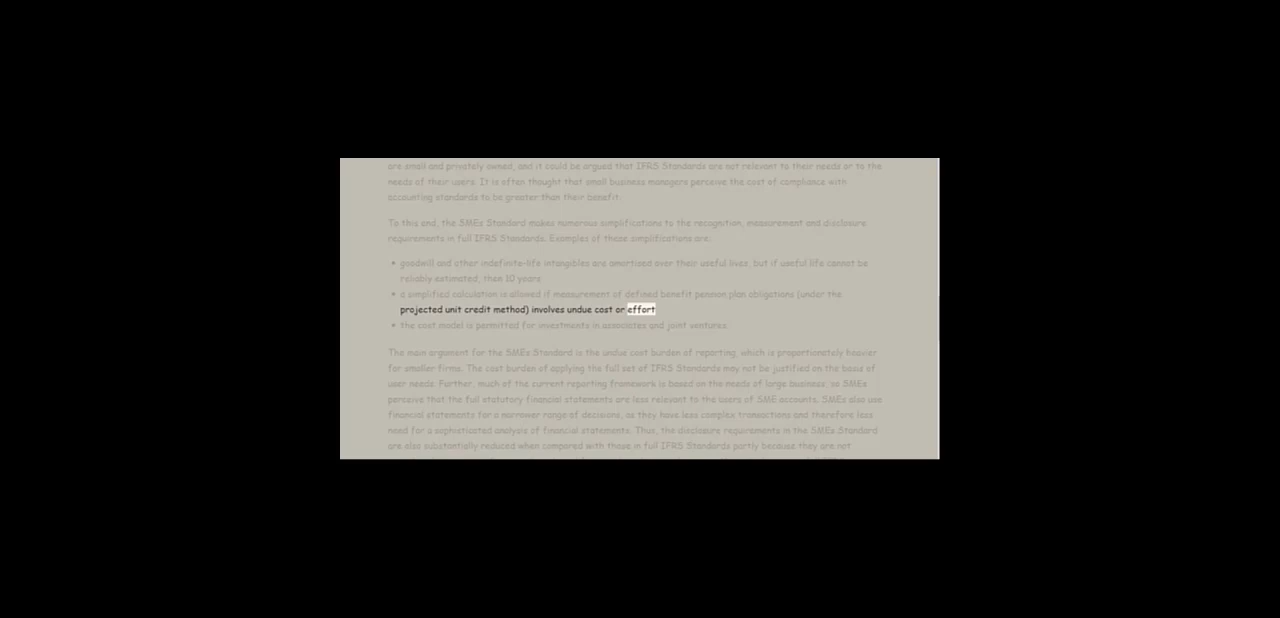 are small and privately owned, and it could be argued that IFRS Standards are not relevant to their needs or to the
needs of their users. It is often thought that small business managers perceive the cost of compliance with
accounting standards to be greater than their benefit.
To this end, the SMEs Standard makes numerous simplifications to the recognition, measurement and disclosure
requirements in full IFRS Standards. Examples of these simplifications are:
• goodwill and other indefinite-life intangibles are amortised over their useful lives, but if useful life cannot be
reliably estimated, then 10 years
• a simplified calculation is allowed if measurement of defined benefit pension plan obligations (under the
projected unit credit method) involves undue cost or effort
• the cost model is permitted for investments in associates and joint ventures.
The main argument for the SMEs Standard is the undue cost burden of reporting, which is proportionately heavier
for smaller firms. The cost burden of applying the full set of IFRS Standards may not be justified on the basis of
user needs. Further, much of the current reporting framework is based on the needs of large business, so SMEs
perceive that the full statutory financial statements are less relevant to the users of SME accounts. SMEs also use
financial statements for a narrower range of decisions, as they have less complex transactions and therefore less
need for a sophisticated analysis of financial statements. Thus, the disclosure requirements in the SMEs Standard
are also substantially reduced when compared with those in full IFRS Standards partly because they are not